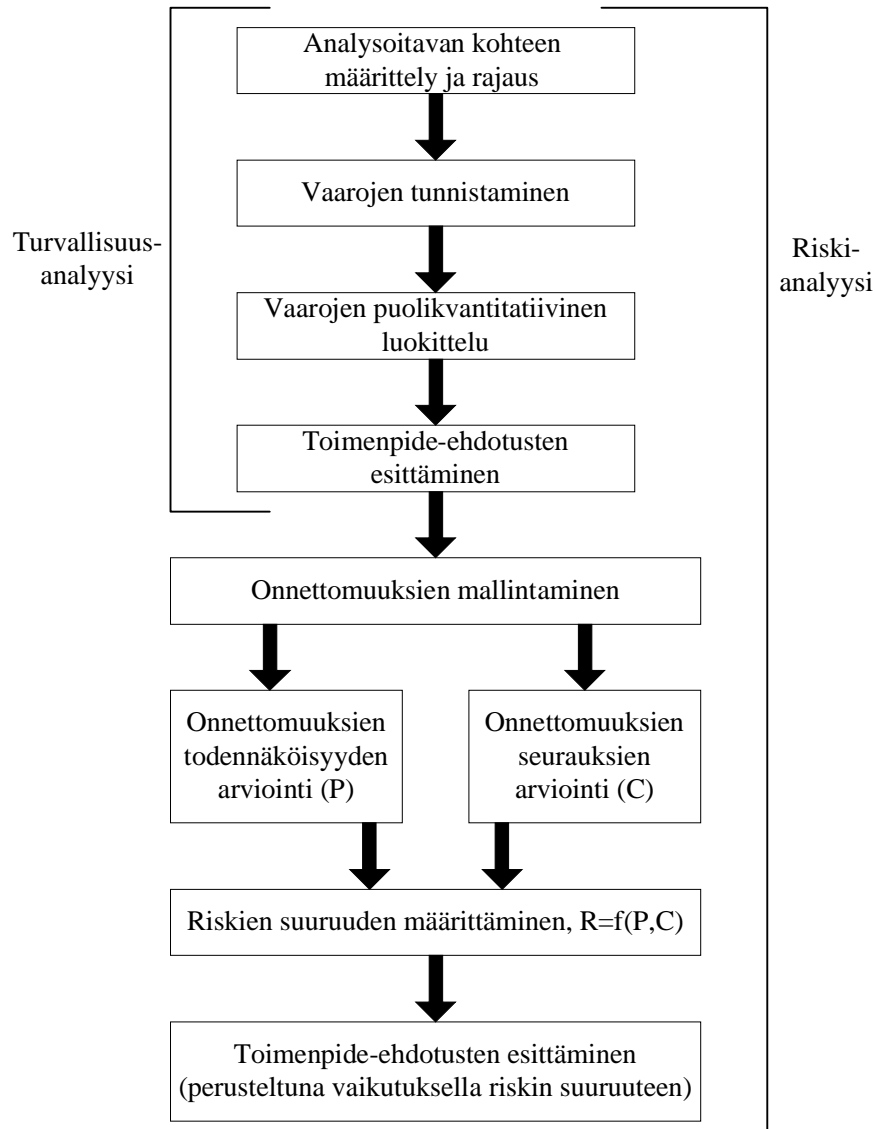 Analysoitavan kohteen
määrittely ja rajaus
Vaarojen tunnistaminen
Turvallisuus-
analyysi
Riski-
analyysi
Vaarojen puolikvantitatiivinen
luokittelu
Toimenpide-ehdotusten
esittäminen
Onnettomuuksien mallintaminen
Onnettomuuksien
todennäköisyyden
arviointi (P)
Onnettomuuksien
seurauksien
arviointi (C)
Riskien suuruuden määrittäminen, R=f(P,C)
Toimenpide-ehdotusten esittäminen
(perusteltuna vaikutuksella riskin suuruuteen)